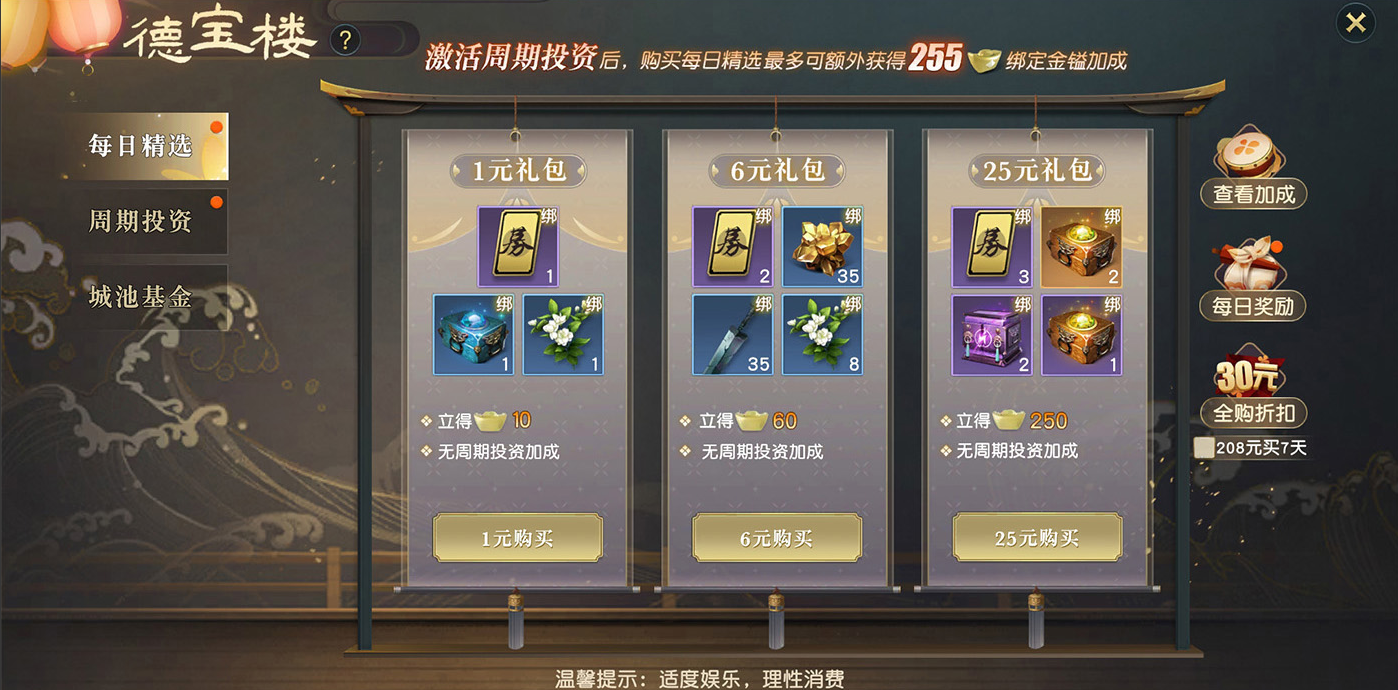 德宝楼
?
激活周期投资后，购买每日精选最多可额外获得255绑定金镒加成
每日精选
周期投资
城池基金
1元礼包
绑
券
1
绑
1
绑
1
立得10
无周期投资加成
1元购买
6元礼包
绑
券
2
绑
35
绑
35
绑
8
立得60
无周期投资加成
6元购买
25元礼包
绑
券
3
绑
2
绑
2
绑
1
立得250
无周期投资加成
25元购买
查看加成
每日奖励
30元
全购折扣
208元买7天
温馨提示：适度娱乐，理性消费